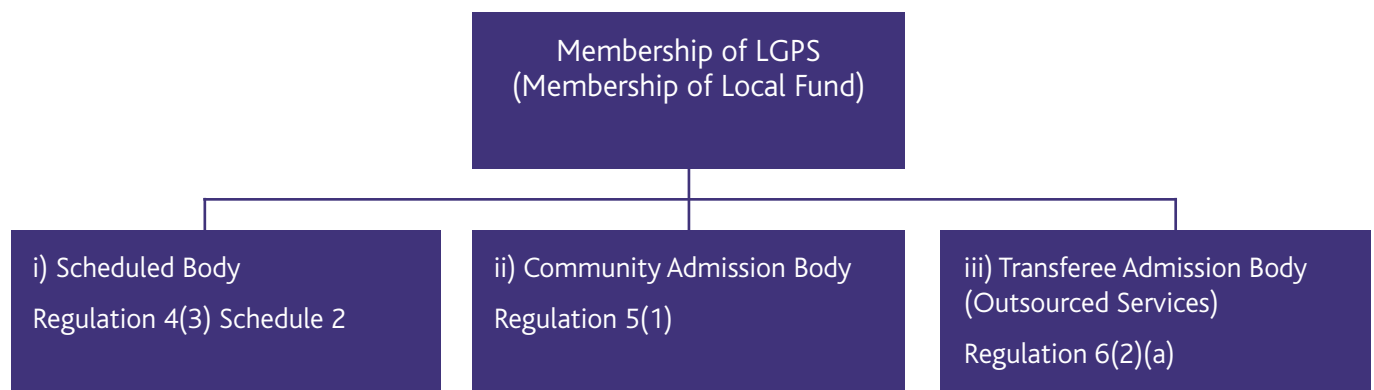 Membership of LGPS
(Membership of Local Fund)
i) Scheduled Body
Regulation 4(3) Schedule 2
ii) Community Admission Body
Regulation 5(1)
iii) Transferee Admission Body
(Outsourced Services)
Regulation 6(2)(a)